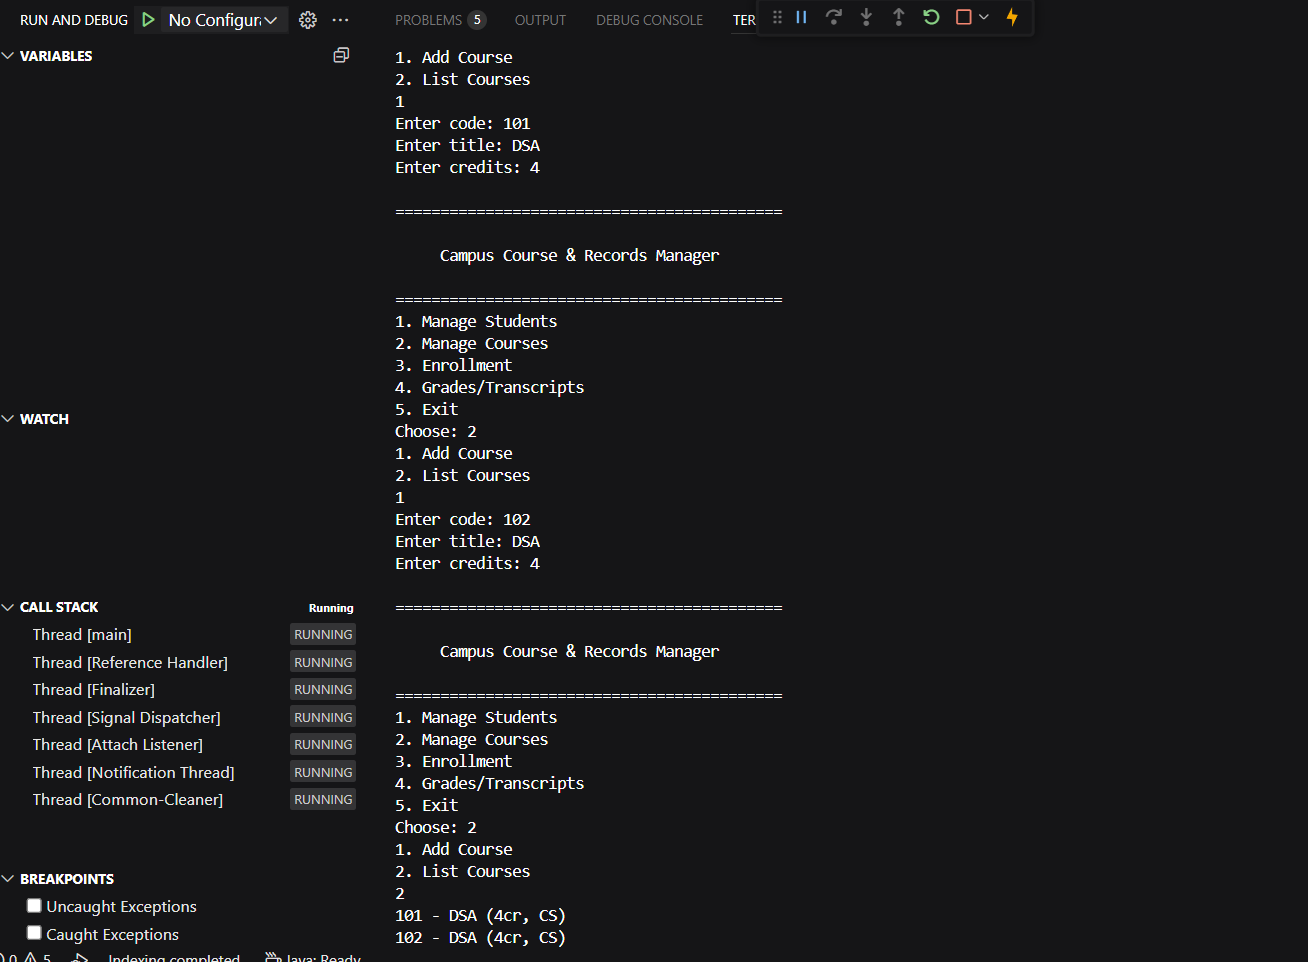 RUN AND DEBUG No Configur
VARIABLES
WATCH
CALL STACK Running
Thread [main] RUNNING
Thread [Reference Handler] RUNNING
Thread [Finalizer] RUNNING
Thread [Signal Dispatcher] RUNNING
Thread [Attach Listener] RUNNING
Thread [Notification Thread] RUNNING
Thread [Common-Cleaner] RUNNING
BREAKPOINTS
Uncaught Exceptions
Caught Exceptions
0 5 Indexing completed Java: Ready
PROBLEMS 5 OUTPUT DEBUG CONSOLE TER
1. Add Course
2. List Courses
1
Enter code: 101
Enter title: DSA
Enter credits: 4
===========================================
Campus Course & Records Manager
===========================================
1. Manage Students
2. Manage Courses
3. Enrollment
4. Grades/Transcripts
5. Exit
Choose: 2
1. Add Course
2. List Courses
1
Enter code: 102
Enter title: DSA
Enter credits: 4
===========================================
Campus Course & Records Manager
===========================================
1. Manage Students
2. Manage Courses
3. Enrollment
4. Grades/Transcripts
5. Exit
Choose: 2
1. Add Course
2. List Courses
2
101 - DSA (4cr, CS)
102 - DSA (4cr, CS)